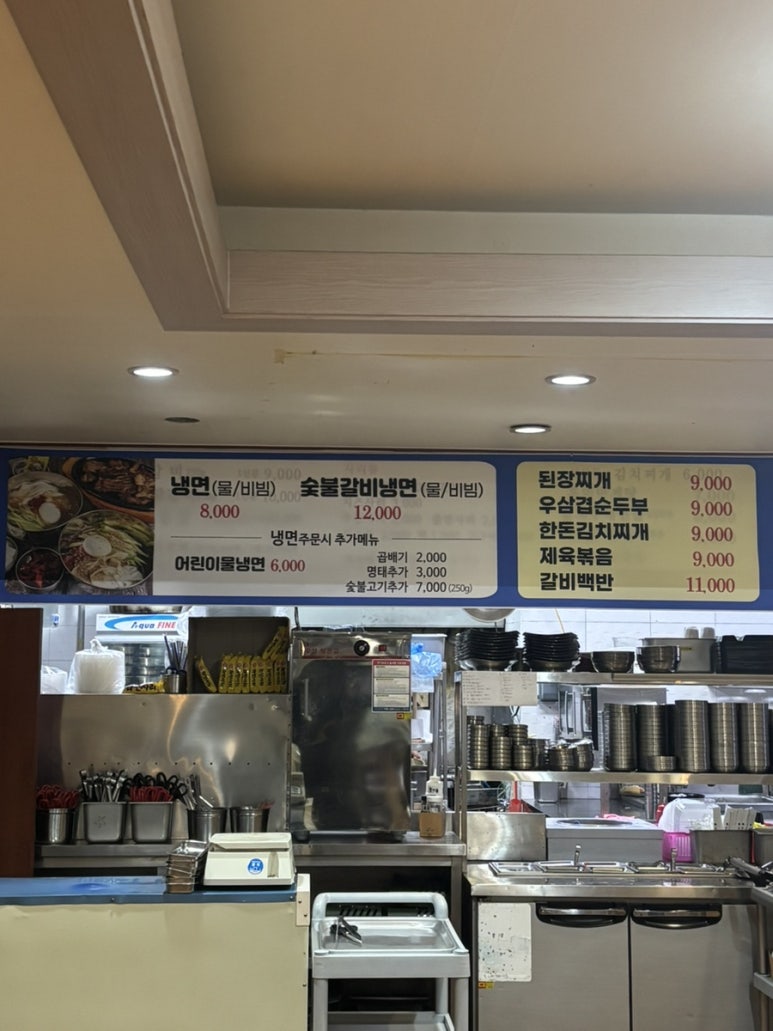 냉면(물/비빔) 숯불갈비냉면(물/비빔)
8,000 12,000
냉면주문시 추가메뉴
어린이물냉면 6,000
곱배기 2,000
명태추가 3,000
숯불고기추가 7,000 (250g)
된장찌개 9,000
우삼겹순두부 9,000
한돈김치찌개 9,000
제육볶음 9,000
갈비백반 11,000
Aqua FINE